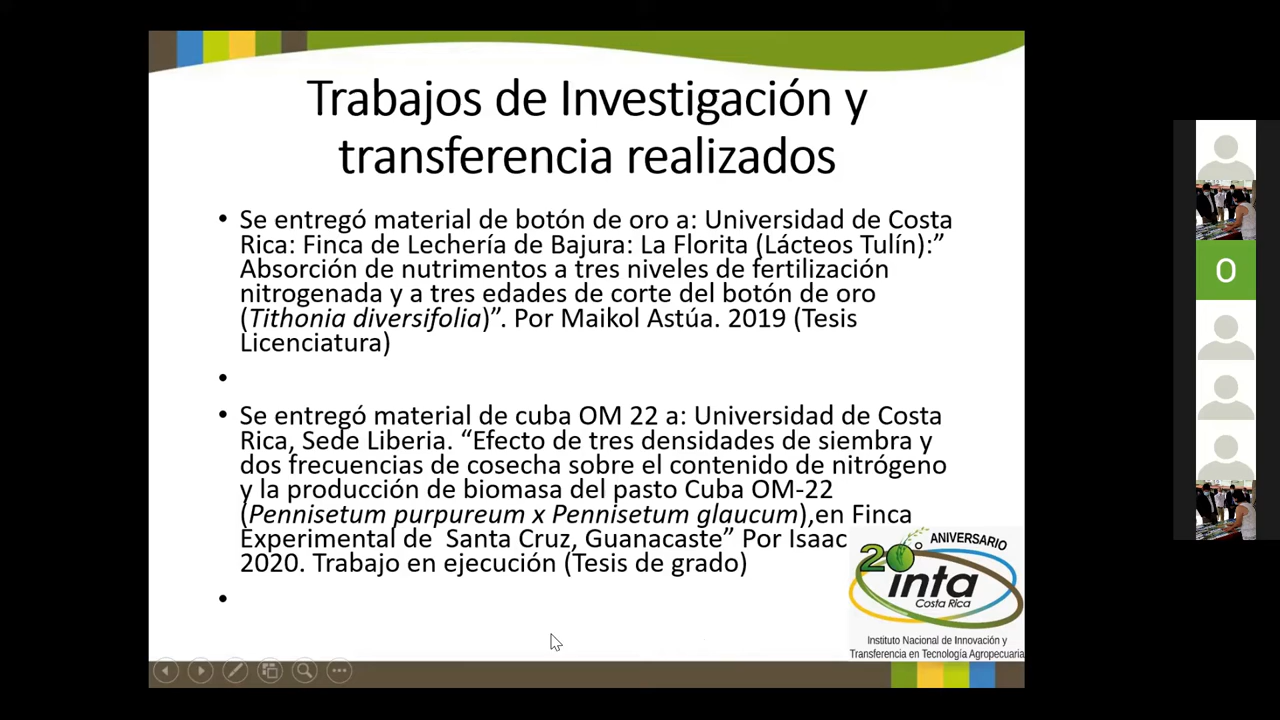 Trabajos de Investigación y
transferencia realizados
• Se entregó material de botón de oro a: Universidad de Costa
Rica: Finca de Lechería de Bajura: La Florita (Lácteos Tulín):”
Absorción de nutrimentos a tres niveles de fertilización
nitrogenada y a tres edades de corte del botón de oro
(Tithonia diversifolia)”. Por Maikol Astúa. 2019 (Tesis
Licenciatura)
•
• Se entregó material de cuba OM 22 a: Universidad de Costa
Rica, Sede Liberia. “Efecto de tres densidades de siembra y
dos frecuencias de cosecha sobre el contenido de nitrógeno
y la producción de biomasa del pasto Cuba OM-22
(Pennisetum purpureum x Pennisetum glaucum),en Finca
Experimental de Santa Cruz, Guanacaste” Por Isaac
2020. Trabajo en ejecución (Tesis de grado)
•
20° ANIVERSARIO
inta
Costa Rica
Instituto Nacional de Innovación y
Transferencia en Tecnología Agropecuaria
O